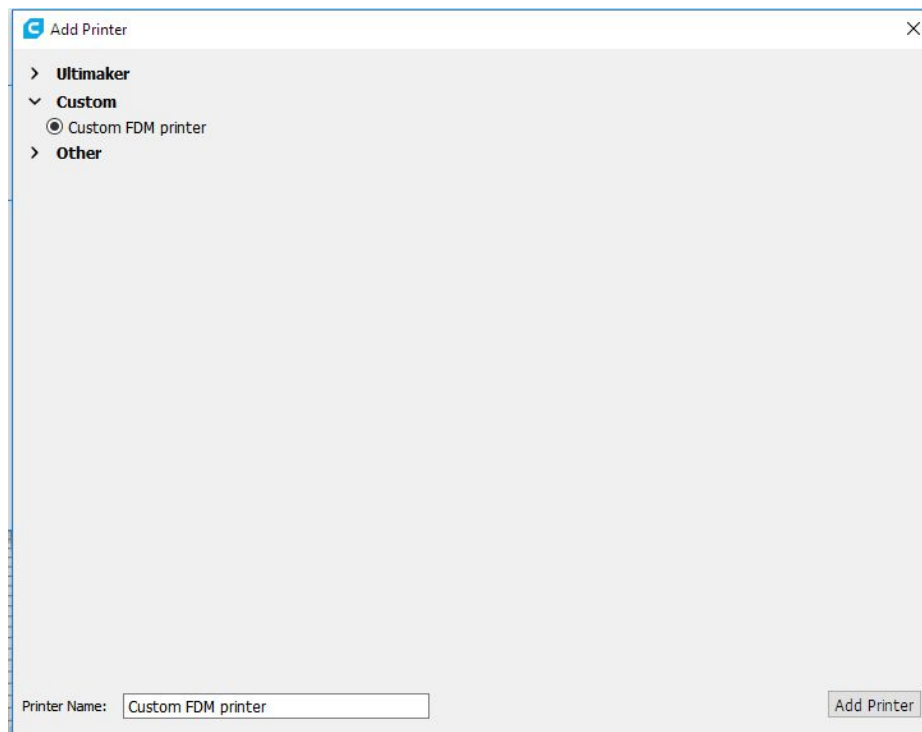 Add Printer
Ultimaker
Custom
Custom FDM printer
Other
Printer Name: Custom FDM printer Add Printer